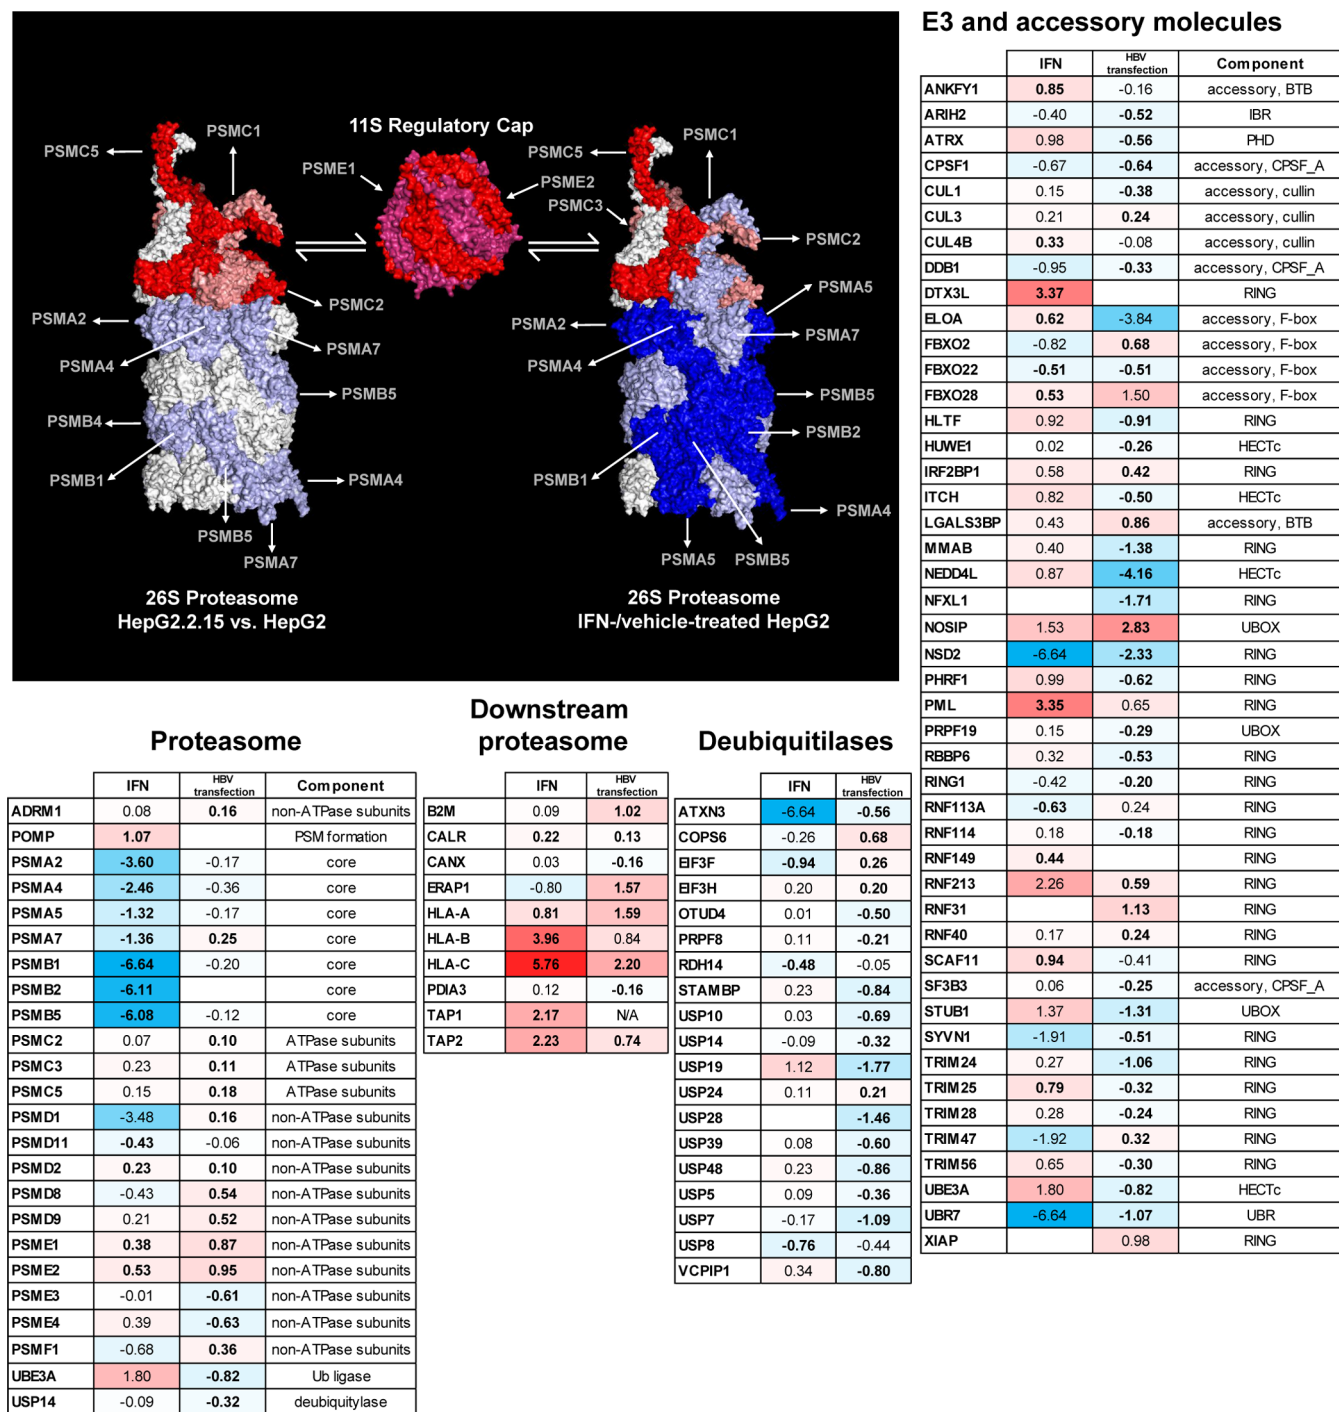 PSMC5
PSMC1
11S Regulatory Cap
PSME1
PSME2
PSMC5
PSMC1
PSMC3
PSMC2
PSMC2
PSMA5
PSMA2
PSMA2
PSMA7
PSMA7
PSMA4
PSMA4
PSMB5
PSMB5
PSMB4
PSMB2
PSMB1
PSMA4
PSMB1
PSMA4
PSMB5
PSMA7
PSMA5
PSMB5
26S Proteasome
HepG2.2.15 vs. HepG2
26S Proteasome
IFN-/vehicle-treated HepG2
E3 and accessory molecules
IFN HBV transfection Component
ANKFY1 0.85 -0.16 accessory, BTB
ARIH2 -0.40 -0.52 IBR
ATRX 0.98 -0.56 PHD
CPSF1 -0.67 -0.64 accessory, CPSF_A
CUL1 0.15 -0.38 accessory, cullin
CUL3 0.21 0.24 accessory, cullin
CUL4B 0.33 -0.08 accessory, cullin
DDB1 -0.95 -0.33 accessory, CPSF_A
DTX3L 3.37 RING
ELOA 0.62 -3.84 accessory, F-box
FBXO2 -0.82 0.68 accessory, F-box
FBXO22 -0.51 -0.51 accessory, F-box
FBXO28 0.53 1.50 accessory, F-box
HLTF 0.92 -0.91 RING
HUWE1 0.02 -0.26 HECTc
IRF2BP1 0.58 0.42 RING
ITCH 0.82 -0.50 HECTc
LGALS3BP 0.43 0.86 accessory, BTB
MMAB 0.40 -1.38 RING
NEDD4L 0.87 -4.16 HECTc
NFXL1 -1.71 RING
NOSIP 1.53 2.83 UBOX
NSD2 -6.64 -2.33 RING
PHRF1 0.99 -0.62 RING
PML 3.35 0.65 RING
PRPF19 0.15 -0.29 UBOX
RBBP6 0.32 -0.53 RING
RING1 -0.42 -0.20 RING
RNF113A -0.63 0.24 RING
RNF114 0.18 -0.18 RING
RNF149 0.44 RING
RNF213 2.26 0.59 RING
RNF31 1.13 RING
RNF40 0.17 0.24 RING
SCAF11 0.94 -0.41 RING
SF3B3 0.06 -0.25 accessory, CPSF_A
STUB1 1.37 -1.31 UBOX
SYVN1 -1.91 -0.51 RING
TRIM24 0.27 -1.06 RING
TRIM25 0.79 -0.32 RING
TRIM28 0.28 -0.24 RING
TRIM47 -1.92 0.32 RING
TRIM56 0.65 -0.30 RING
UBE3A 1.80 -0.82 HECTc
UBR7 -6.64 -1.07 UBR
XIAP 0.98 RING
Proteasome
IFN HBV transfection Component
ADRM1 0.08 0.16 non-ATPase subunits
POMP 1.07 PSM formation
PSMA2 -3.60 -0.17 core
PSMA4 -2.46 -0.36 core
PSMA5 -1.32 -0.17 core
PSMA7 -1.36 0.25 core
PSMB1 -6.64 -0.20 core
PSMB2 -6.11 core
PSMB5 -6.08 -0.12 core
PSMC2 0.07 0.10 ATPase subunits
PSMC3 0.23 0.11 ATPase subunits
PSMC5 0.15 0.18 ATPase subunits
PSMD1 -3.48 0.16 non-ATPase subunits
PSMD11 -0.43 -0.06 non-ATPase subunits
PSMD2 0.23 0.10 non-ATPase subunits
PSMD8 -0.43 0.54 non-ATPase subunits
PSMD9 0.21 0.52 non-ATPase subunits
PSME1 0.38 0.87 non-ATPase subunits
PSME2 0.53 0.95 non-ATPase subunits
PSME3 -0.01 -0.61 non-ATPase subunits
PSME4 0.39 -0.63 non-ATPase subunits
PSMF1 -0.68 0.36 non-ATPase subunits
UBE3A 1.80 -0.82 Ub ligase
USP14 -0.09 -0.32 deubiquitylase
Downstream
proteasome
IFN HBV transfection
B2M 0.09 1.02
CALR 0.22 0.13
CANX 0.03 -0.16
ERAP1 -0.80 1.57
HLA-A 0.81 1.59
HLA-B 3.96 0.84
HLA-C 5.76 2.20
PDIA3 0.12 -0.16
TAP1 2.17 N/A
TAP2 2.23 0.74
Deubiquitilases
IFN HBV transfection
ATXN3 -6.64 -0.56
COPS6 -0.26 0.68
EIF3F -0.94 0.26
EIF3H 0.20 0.20
OTUD4 0.01 -0.50
PRPF8 0.11 -0.21
RDH14 -0.48 -0.05
STAMBP 0.23 -0.84
USP10 0.03 -0.69
USP14 -0.09 -0.32
USP19 1.12 -1.77
USP24 0.11 0.21
USP28 -1.46
USP39 0.08 -0.60
USP48 0.23 -0.86
USP5 0.09 -0.36
USP7 -0.17 -1.09
USP8 -0.76 -0.44
VCPIP1 0.34 -0.80